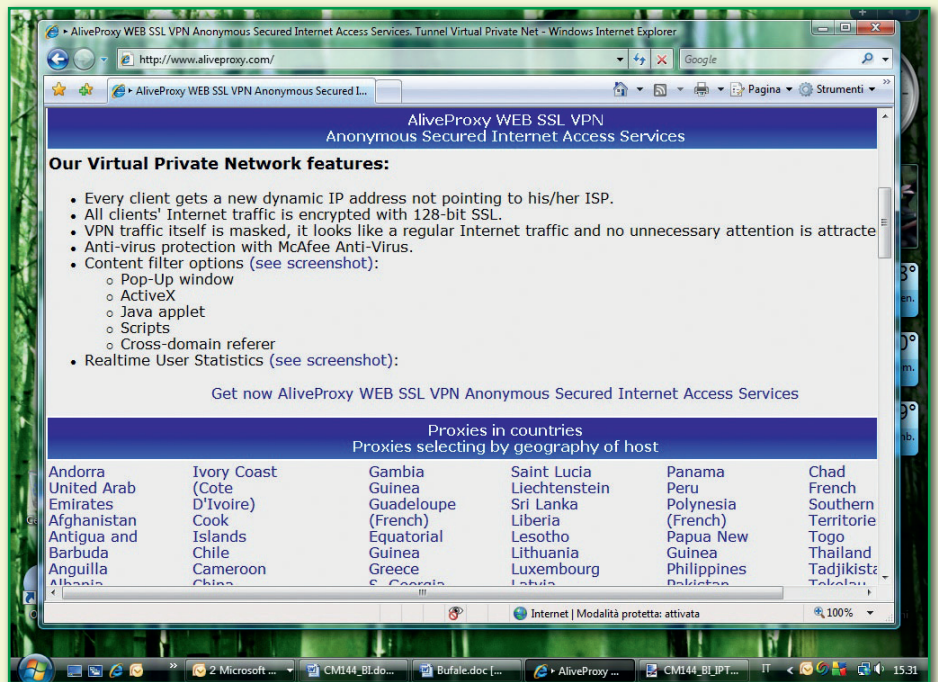 AliveProxy WEB SSL VPN Anonymous Secured Internet Access Services. Tunnel Virtual Private Net - Windows Internet Explorer
http://www.aliveproxy.com/
Google
AliveProxy WEB SSL VPN Anonymous Secured I...
Pagina
Strumenti
AliveProxy WEB SSL VPN
Anonymous Secured Internet Access Services
Our Virtual Private Network features:
• Every client gets a new dynamic IP address not pointing to his/her ISP.
• All clients' Internet traffic is encrypted with 128-bit SSL.
• VPN traffic itself is masked, it looks like a regular Internet traffic and no unnecessary attention is attracte
• Anti-virus protection with McAfee Anti-Virus.
• Content filter options (see screenshot):
o Pop-Up window
o ActiveX
o Java applet
o Scripts
o Cross-domain referer
• Realtime User Statistics (see screenshot):
Get now AliveProxy WEB SSL VPN Anonymous Secured Internet Access Services
Proxies in countries
Proxies selecting by geography of host
Andorra
United Arab
Emirates
Afghanistan
Antigua and
Barbuda
Anguilla
Albania
Ivory Coast
(Cote
D'Ivoire)
Cook
Islands
Chile
Cameroon
China
Gambia
Guinea
Guadeloupe
(French)
Equatorial
Guinea
Greece
S. Georgia
Saint Lucia
Liechtenstein
Sri Lanka
Liberia
Lesotho
Lithuania
Luxembourg
Latvia
Panama
Peru
Polynesia
(French)
Papua New
Guinea
Philippines
Pakistan
Chad
French
Southern
Territorie
Togo
Thailand
Tadjikista
Tokelau
Internet | Modalità protetta: attivata
100%
2 Microsoft ...
CM144_BI.do...
Bufale.doc [...
AliveProxy ...
CM144_BI_IPT...
IT
15.31